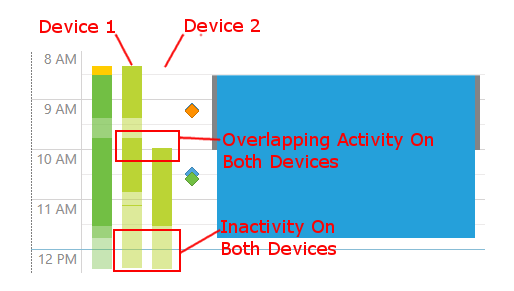 Device 1
Device 2
8 AM
9 AM
Overlapping Activity On
Both Devices
10 AM
11 AM
Inactivity On
Both Devices
12 PM